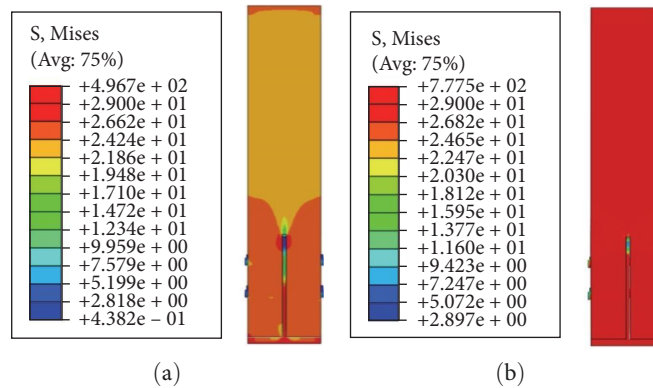 S, Mises
(Avg: 75%)
+4.967e + 02
+2.900e + 01
+2.662e + 01
+2.424e + 01
+2.186e + 01
+1.948e + 01
+1.710e + 01
+1.472e + 01
+1.234e + 01
+9.959e + 00
+7.579e + 00
+5.199e + 00
+2.818e + 00
+4.382e – 01
(a)
S, Mises
(Avg: 75%)
+7.775e + 02
+2.900e + 01
+2.682e + 01
+2.465e + 01
+2.247e + 01
+2.030e + 01
+1.812e + 01
+1.595e + 01
+1.377e + 01
+1.160e + 01
+9.423e + 00
+7.247e + 00
+5.072e + 00
+2.897e + 00
(b)